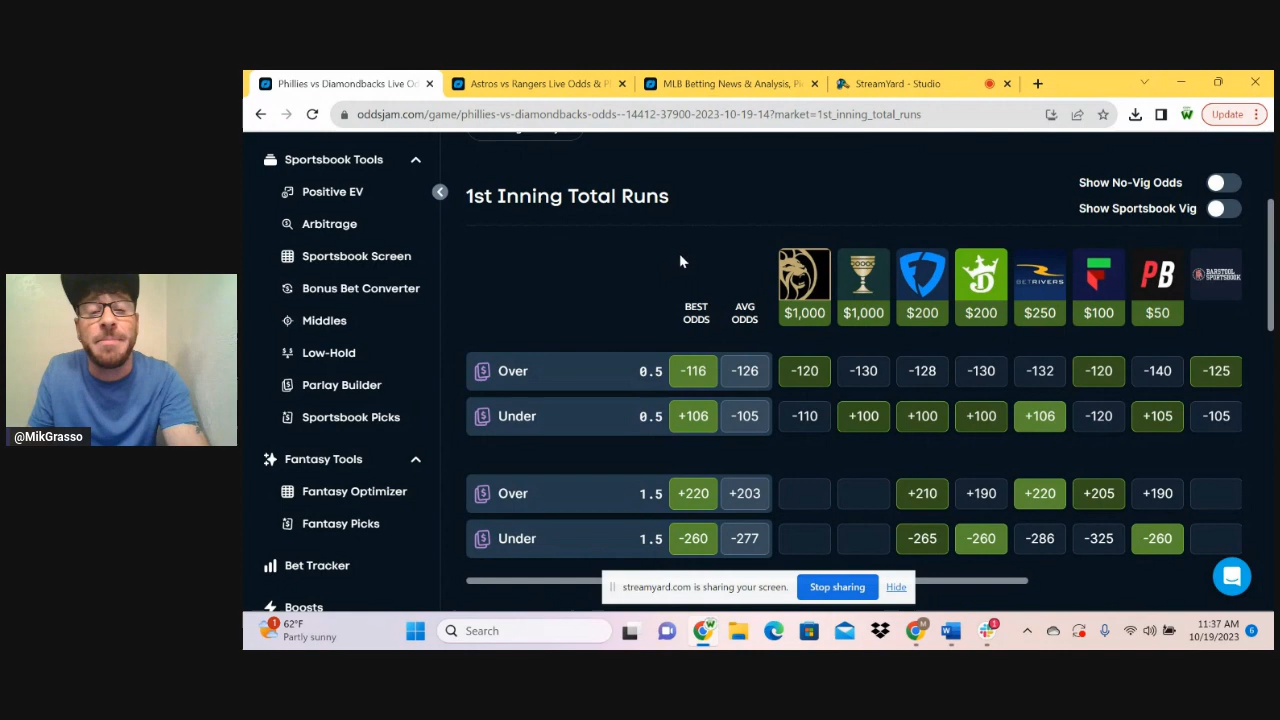 Phillies vs Diamondbacks Live Od
Astros vs Rangers Live Odds & P
MLB Betting News & Analysis, Pi
StreamYard - Studio
oddsjam.com/game/phillies-vs-diamondbacks-odds--14412-37900-2023-10-19-14?market=1st_inning_total_runs
Update
Sportsbook Tools
Positive EV
Arbitrage
Sportsbook Screen
Bonus Bet Converter
Middles
Low-Hold
Parlay Builder
Sportsbook Picks
Fantasy Tools
Fantasy Optimizer
Fantasy Picks
Bet Tracker
Boosts
1st Inning Total Runs
Show No-Vig Odds
Show Sportsbook Vig
BETRIVERS
PB
BARSTOOL
SPORTSBOOK
BEST ODDS
AVG ODDS
$1,000 $1,000 $200 $200 $250 $100 $50
Over 0.5 -116 -126 -120 -130 -128 -130 -132 -120 -140 -125
Under 0.5 +106 -105 -110 +100 +100 +100 +106 -120 +105 -105
Over 1.5 +220 +203 +210 +190 +220 +205 +190
Under 1.5 -260 -277 -265 -260 -286 -325 -260
streamyard.com is sharing your screen. Stop sharing Hide
@MikGrasso
1
62°F
Partly sunny
Search
11:37 AM
10/19/2023
6